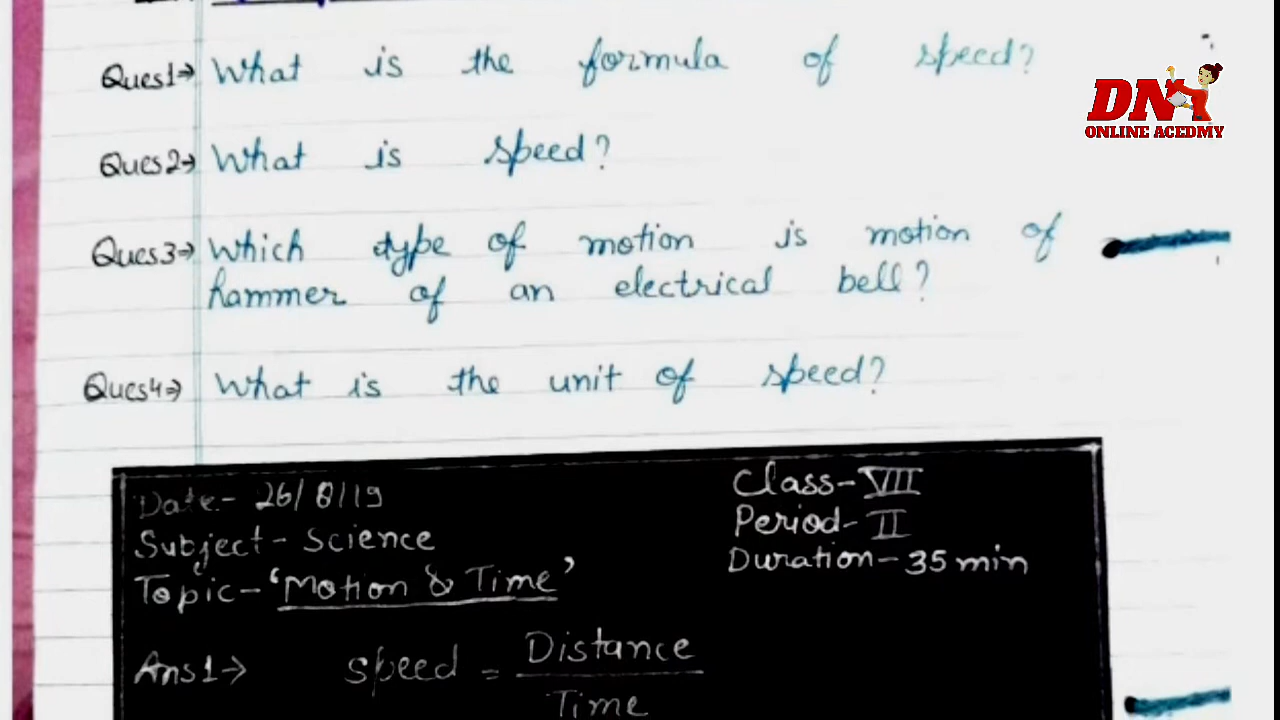 Ques1→ What is the formula of speed?
DN
ONLINE ACEDMY
Ques2→ What is speed?
Ques3→ Which type of motion is motion of
hammer of an electrical bell?
Ques4→ What is the unit of speed?
Date:- 26/8/19
Class-VII
Subject- Science
Period-II
Topic-'Motion & Time'
Duration-35 min
Ans1→ speed = Distance
Time